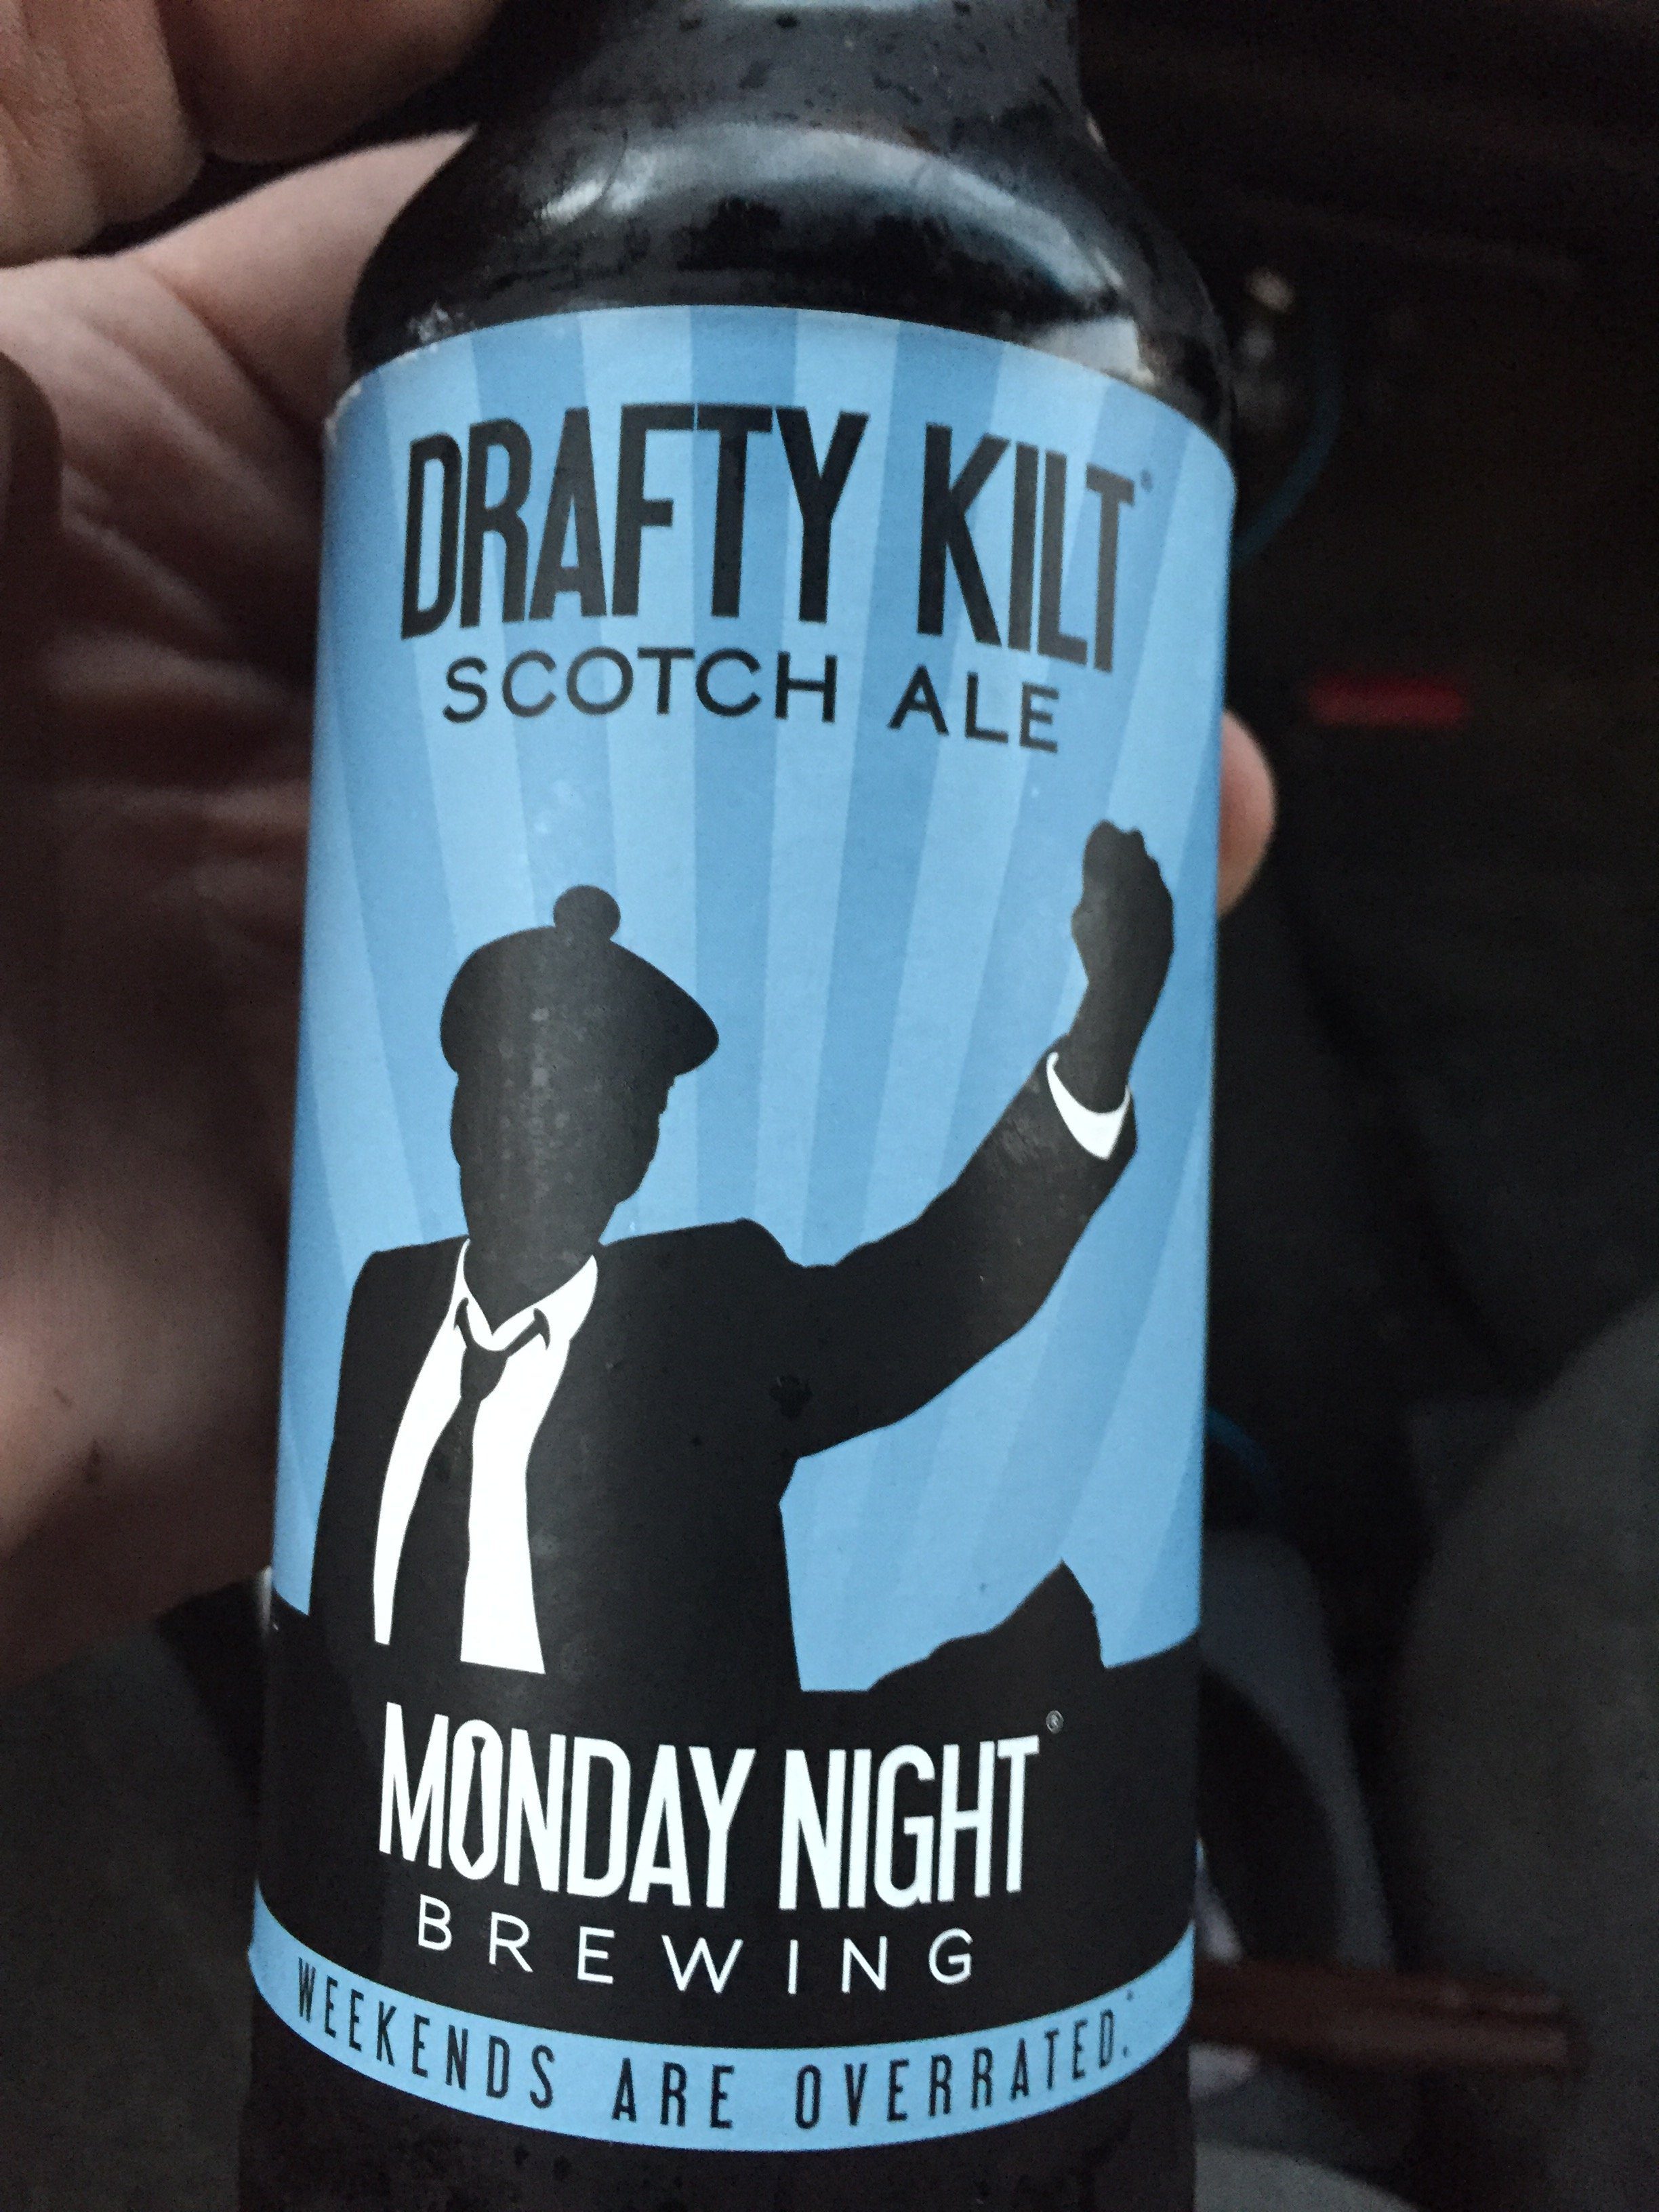 DRAFTY KILT
SCOTCH ALE
MONDAY NIGHT®
BREWING
WEEKENDS ARE OVERRATED.